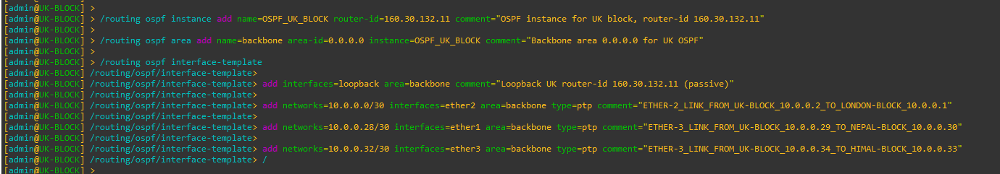 [admin@UK-BLOCK] >
[admin@UK-BLOCK] > /routing ospf instance add name=OSPF_UK_BLOCK router-id=160.30.132.11 comment="OSPF instance for UK block, router-id 160.30.132.11"
[admin@UK-BLOCK] >
[admin@UK-BLOCK] > /routing ospf area add name=backbone area-id=0.0.0.0 instance=OSPF_UK_BLOCK comment="Backbone area 0.0.0.0 for UK OSPF"
[admin@UK-BLOCK] >
[admin@UK-BLOCK] > /routing ospf interface-template
[admin@UK-BLOCK] /routing/ospf/interface-template>
[admin@UK-BLOCK] /routing/ospf/interface-template> add interfaces=loopback area=backbone comment="Loopback UK router-id 160.30.132.11 (passive)"
[admin@UK-BLOCK] /routing/ospf/interface-template>
[admin@UK-BLOCK] /routing/ospf/interface-template> add networks=10.0.0.0/30 interfaces=ether2 area=backbone type=ptp comment="ETHER-2_LINK_FROM_UK-BLOCK_10.0.0.2_TO_LONDON-BLOCK_10.0.0.1"
[admin@UK-BLOCK] /routing/ospf/interface-template>
[admin@UK-BLOCK] /routing/ospf/interface-template> add networks=10.0.0.28/30 interfaces=ether1 area=backbone type=ptp comment="ETHER-3_LINK_FROM_UK-BLOCK_10.0.0.29_TO_NEPAL-BLOCK_10.0.0.30"
[admin@UK-BLOCK] /routing/ospf/interface-template>
[admin@UK-BLOCK] /routing/ospf/interface-template> add networks=10.0.0.32/30 interfaces=ether3 area=backbone type=ptp comment="ETHER-3_LINK_FROM_UK-BLOCK_10.0.0.34_TO_HIMAL-BLOCK_10.0.0.33"
[admin@UK-BLOCK] /routing/ospf/interface-template> /
[admin@UK-BLOCK] >